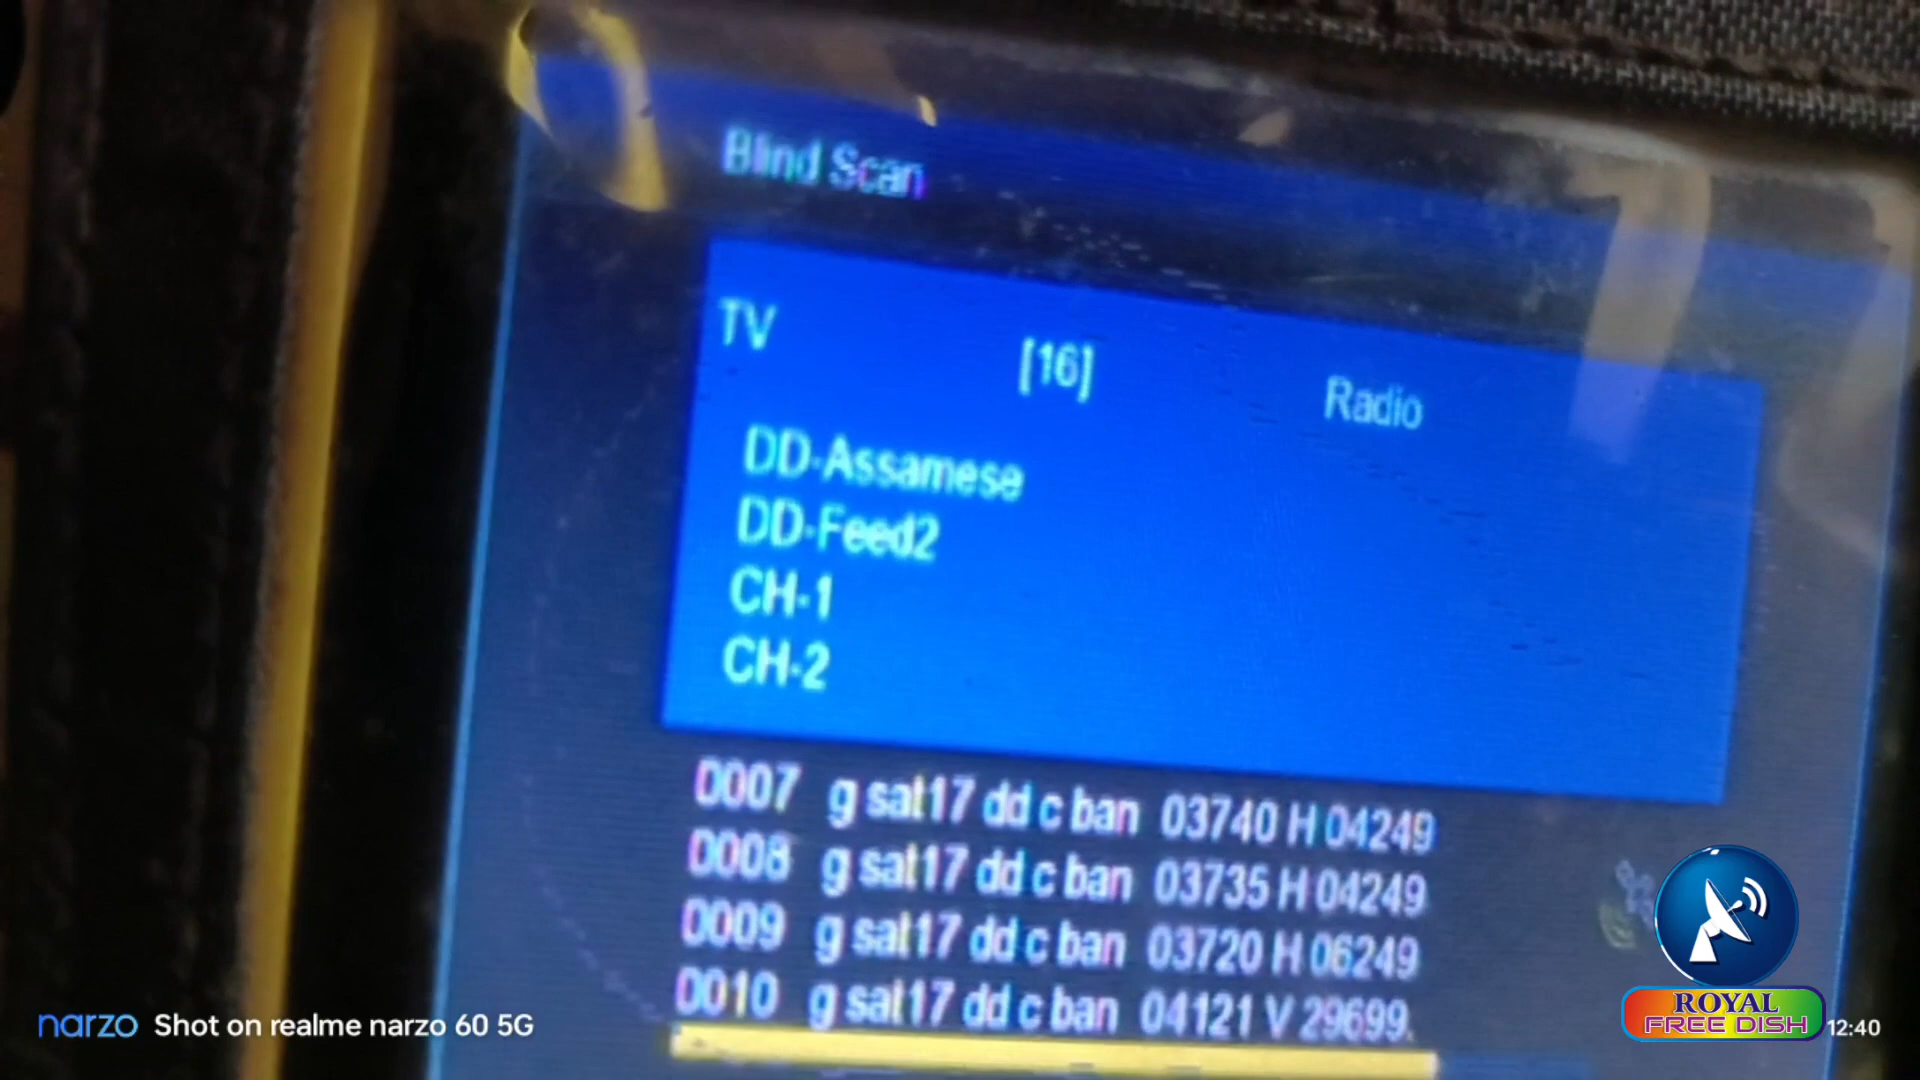 Blind Scan
TV [16] Radio
DD-Assamese
DD-Feed2
CH-1
CH-2
0007 g sat17 dd c ban 03740 H 04249
0008 g sat17 dd c ban 03735 H 04249
0009 g sat17 dd c ban 03720 H 06249
0010 g sat17 dd c ban 04121 V 29699.
narzo Shot on realme narzo 60 5G
ROYAL
FREE DISH
12:40